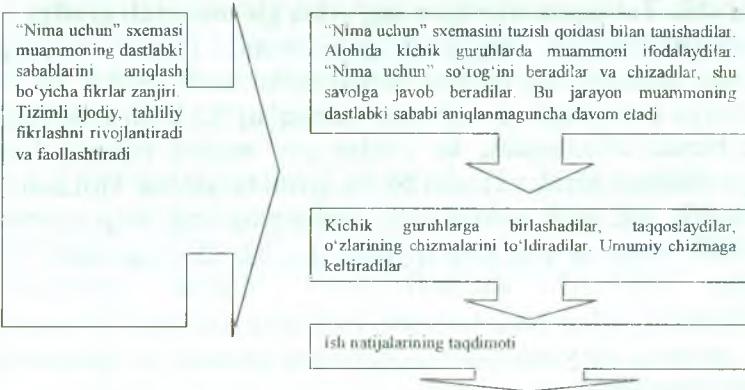 “Nima uchun” sxemasi
muammoning dastlabki
sabablarini aniqlash
bo‘yicha fikrlar zanjiri.
Tizimli ijodiy, tahliliy
fikrlashni rivojlantiradi
va faollashtiradi
“Nima uchun” sxemasini tuzish qoidasi bilan tanishadilar.
Alohida kichik guruhlarda muammoni ifodalaydilar.
“Nima uchun” so‘rog‘ini beradilar va chizadılar, shu
savolga javob beradilar. Bu jarayon muammoning
dastlabki sababi aniqlanmaguncha davom etadi
Kichik guruhlarga birlashadilar, taqqoslaydilar,
o‘zlarining chizmalarini to‘ldiradilar. Umumiy chizmaga
keltiradilar
Ish natijalarining taqdimoti